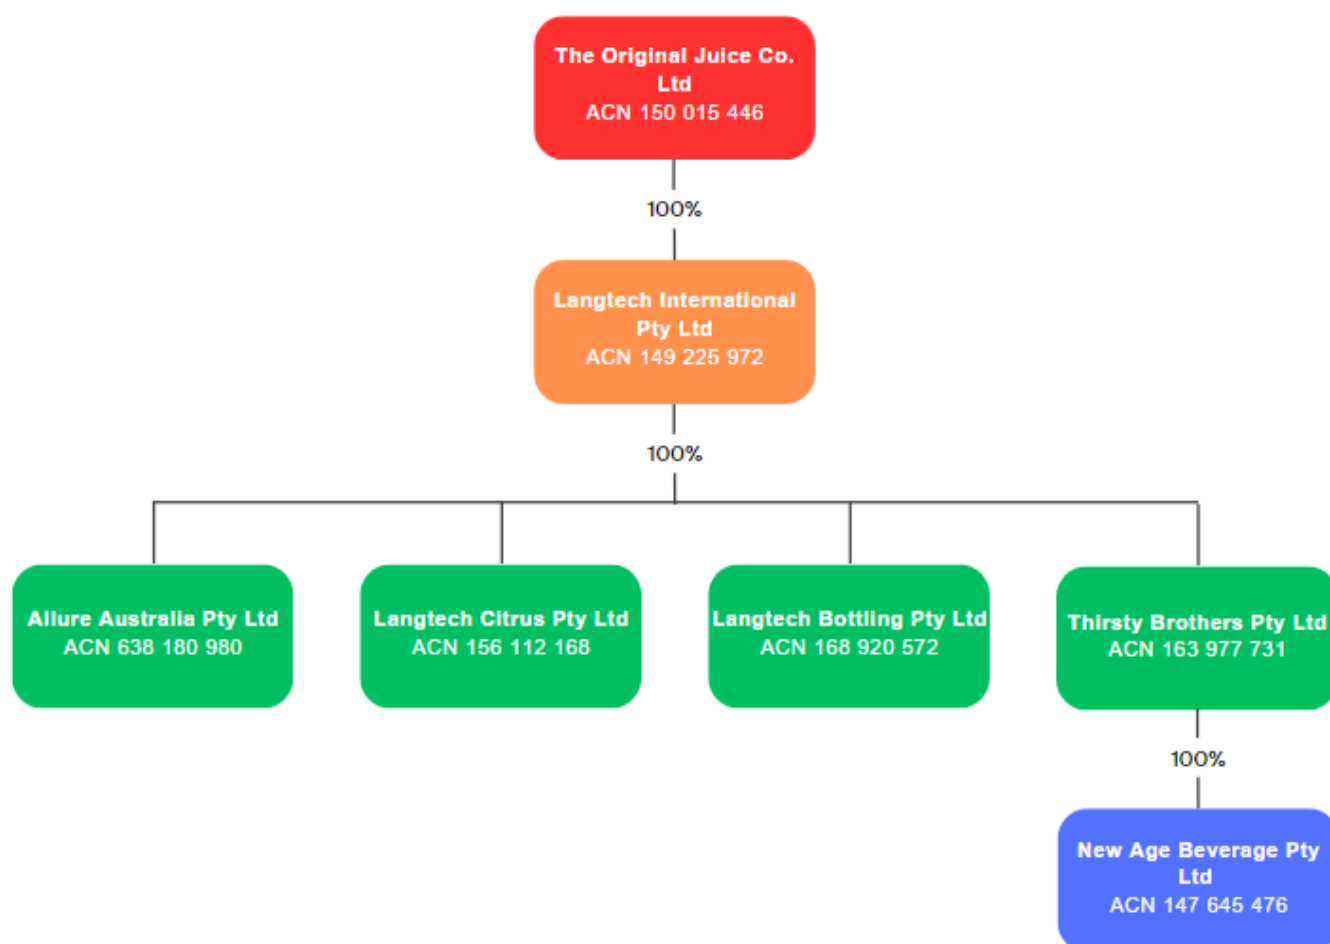 The Original Juice Co.
Ltd
ACN 150 015 446
100%
Langtech International
Pty Ltd
ACN 149 225 972
100%
Allure Australia Pty Ltd
ACN 638 180 980
Langtech Citrus Pty Ltd
ACN 156 112 168
Langtech Bottling Pty Ltd
ACN 168 920 572
Thirsty Brothers Pty Ltd
ACN 163 977 731
100%
New Age Beverage Pty
Ltd
ACN 147 645 476